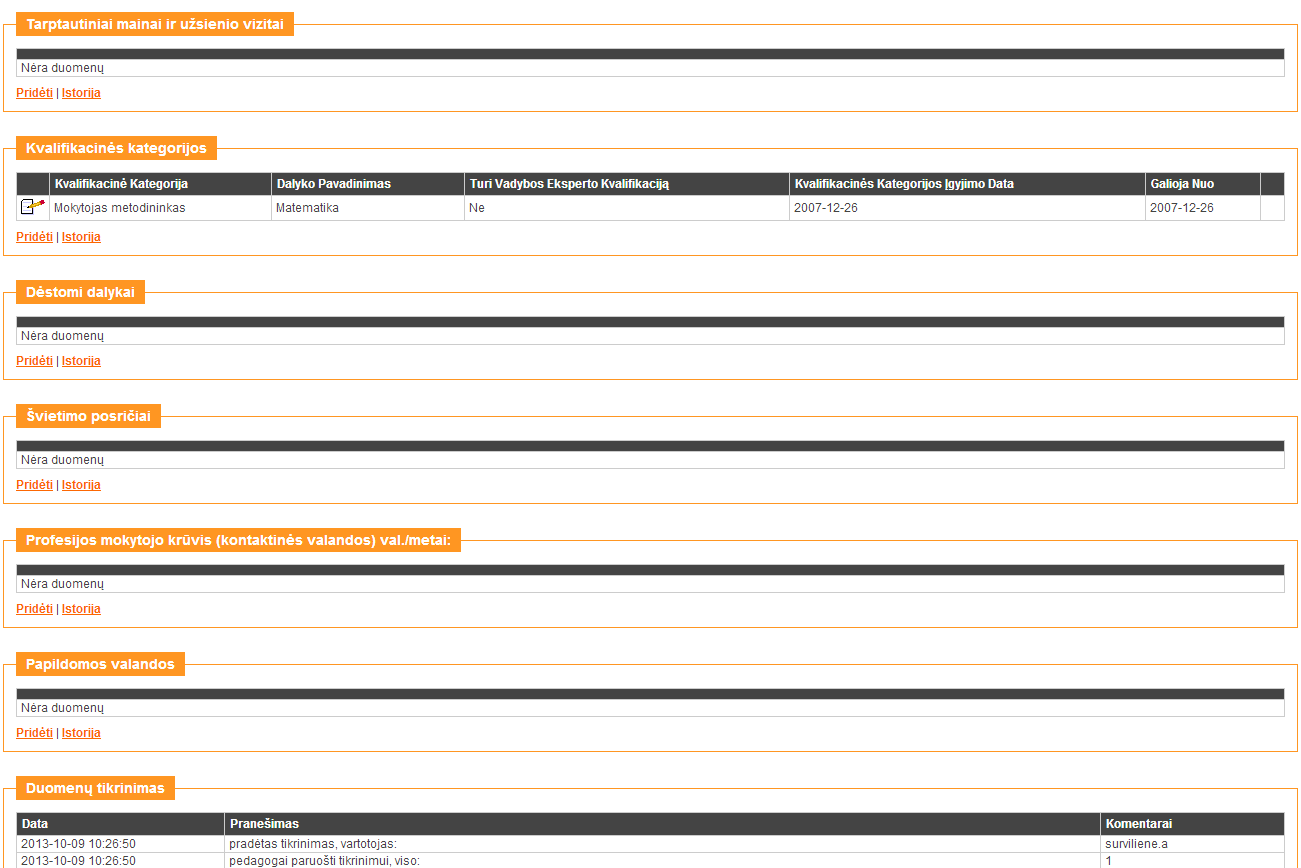 Tarptautiniai mainai ir užsienio vizitai
Nėra duomenų
Pridėti | Istorija
Kvalifikacinės kategorijos
Kvalifikacinė Kategorija Dalyko Pavadinimas Turi Vadybos Eksperto Kvalifikaciją Kvalifikacinės Kategorijos Įgyjimo Data Galioja Nuo
Mokytojas metodininkas Matematika Ne 2007-12-26 2007-12-26
Pridėti | Istorija
Dėstomi dalykai
Nėra duomenų
Pridėti | Istorija
Švietimo posričiai
Nėra duomenų
Pridėti | Istorija
Profesijos mokytojo krūvis (kontaktinės valandos) val./metai:
Nėra duomenų
Pridėti | Istorija
Papildomos valandos
Nėra duomenų
Pridėti | Istorija
Duomenų tikrinimas
Data Pranešimas Komentarai
2013-10-09 10:26:50 pradėtas tikrinimas, vartotojas: surviliene.a
2013-10-09 10:26:50 pedagogai paruošti tikrinimui, viso: 1